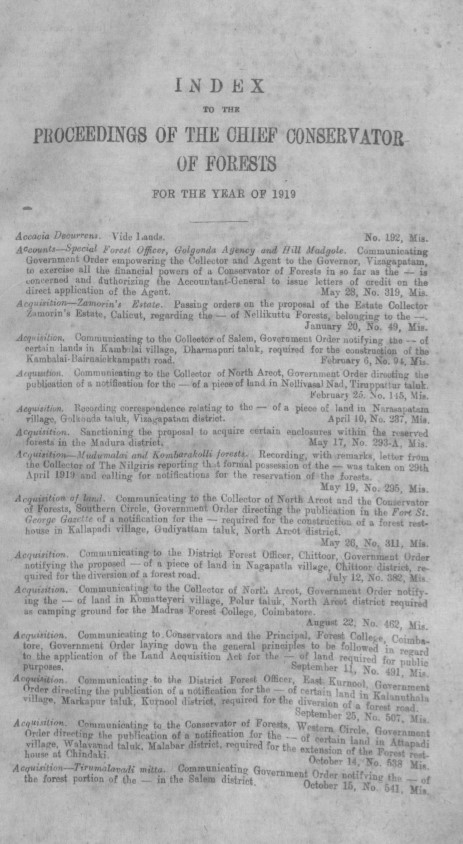 INDEX
TO THE
PROCEEDINGS OF THE CHIEF CONSERVATOR
OF FORESTS
FOR THE YEAR OF 1919
Accacia Decurrens. Vide Lands. No. 192, Mis.
Accounts—Special Forest Officer, Golgonda Agency and Hill Madgole. Communicating
Government Order empowering the Collector and Agent to the Governor, Vizagapatam,
to exercise all the financial powers of a Conservator of Forests in so far as the — is
concerned and authorizing the Accountant-General to issue letters of credit on the
direct application of the Agent. May 28, No. 319, Mis.
Acquisition—Zamorin's Estate. Passing orders on the proposal of the Estate Collector
Zamorin's Estate, Calicut, regarding the — of Nellikuttu Forests, belonging to the —.
January 20, No. 49, Mis.
Acquisition. Communicating to the Collector of Salem, Government Order notifying the — of
certain lands in Kambalai village, Dharmapuri taluk, required for the construction of the
Kambalai-Bairnaickkampatti road. February 6, No. 94, Mis.
Acquisition. Communicating to the Collector of North Arcot, Government Order directing the
publication of a notification for the — of a piece of land in Nellivasal Nad, Tiruppattur taluk.
February 25, No. 145, Mis.
Acquisition. Recording correspondence relating to the — of a piece of land in Narasapatam
village, Golkonda taluk, Vizagapatam district. April 10, No. 237, Mis.
Acquisition. Sanctioning the proposal to acquire certain enclosures within the reserved
forests in the Madura district. May 17, No. 293-A, Mis.
Acquisition—Mudumalai and Kombarakolli forests. Recording, with remarks, letter from
the Collector of The Nilgiris reporting that formal possession of the — was taken on 29th
April 1919 and calling for notifications for the reservation of the forests.
May 19, No. 295, Mis.
Acquisition of land. Communicating to the Collector of North Arcot and the Conservator
of Forests, Southern Circle, Government Order directing the publication in the Fort St.
George Gazette of a notification for the — required for the construction of a forest rest-
house in Kallapadi village, Gudiyattam taluk, North Arcot district.
May 26, No. 311, Mis.
Acquisition. Communicating to the District Forest Officer, Chittoor, Government Order
notifying the proposed — of a piece of land in Nagapatla village, Chittoor district, re-
quired for the diversion of a forest road. July 12, No. 382, Mis.
Acquisition. Communicating to the Collector of North Arcot, Government Order notify-
ing the — of land in Komatteyeri village, Polur taluk, North Arcot district required
as camping ground for the Madras Forest College, Coimbatore.
August 22, No. 462, Mis.
Acquisition. Communicating to Conservators and the Principal, Forest College, Coimba-
tore, Government Order laying down the general principles to be followed in regard
to the application of the Land Acquisition Act for the — of land required for public
purposes. September 11, No. 491, Mis.
Acquisition. Communicating to the District Forest Officer, East Kurnool, Government
Order directing the publication of a notification for the — of certain land in Kalanuthala
village, Markapur taluk, Kurnool district, required for the diversion of a forest road.
September 25, No. 507, Mis.
Acquisition. Communicating to the Conservator of Forests, Western Circle, Government
Order directing the publication of a notification for the — of certain land in Attapadi
village, Walavanad taluk, Malabar district, required for the extension of the Forest rest-
house at Chindaki. October 14, No. 538 Mis.
Acquisition—Tirumalavadi mitta. Communicating Government Order notifying the — of
the forest portion of the — in the Salem district. October 15, No. 541, Mis.